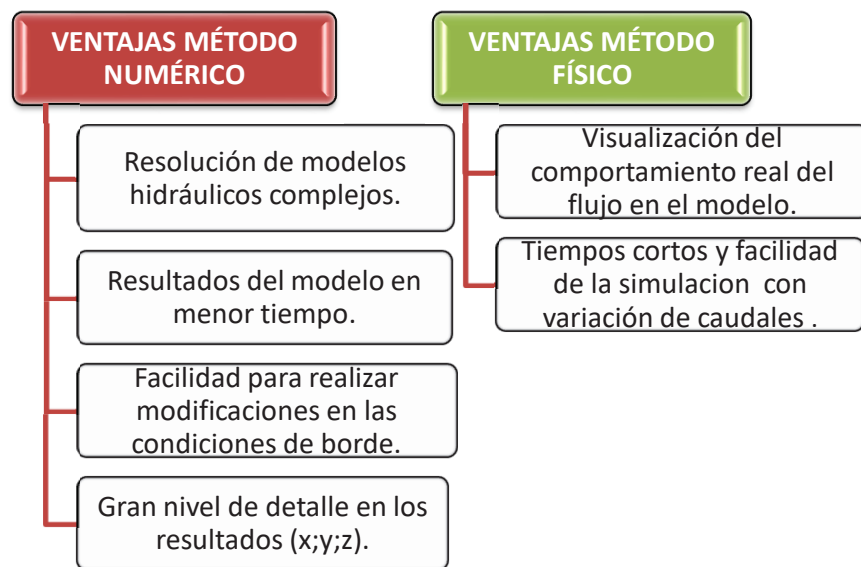 VENTAJAS MÉTODO
NUMÉRICO
Resolución de modelos
hidráulicos complejos.
Resultados del modelo en
menor tiempo.
Facilidad para realizar
modificaciones en las
condiciones de borde.
Gran nivel de detalle en los
resultados (x;y;z).
VENTAJAS MÉTODO
FÍSICO
Visualización del
comportamiento real del
flujo en el modelo.
Tiempos cortos y facilidad
de la simulacion con
variación de caudales .